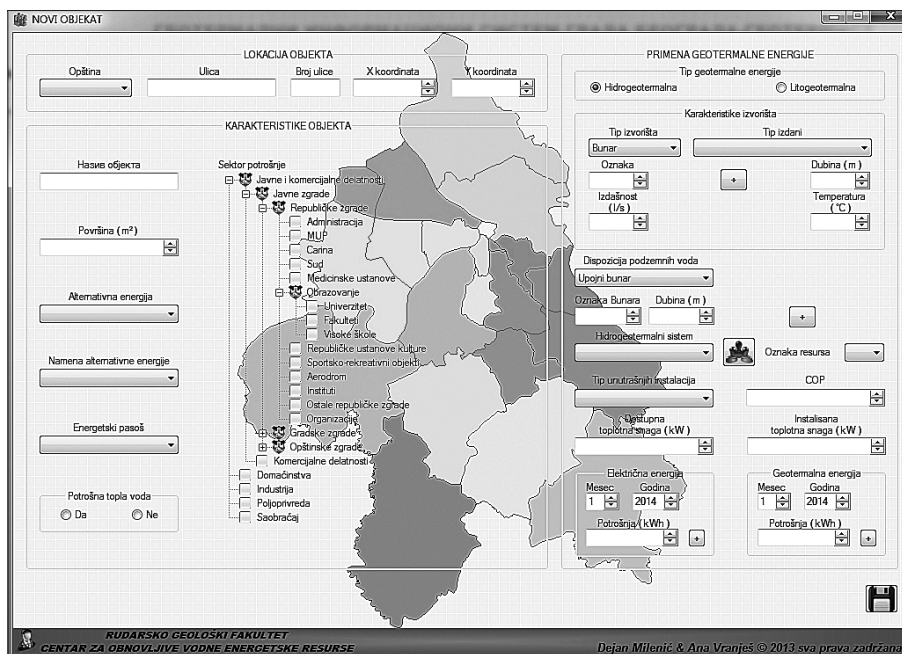 NOVI OBJEKAT
LOKACIJA OBJEKTA
Opština
Ulica
Broj ulice
X koordinata
Y koordinata
KARAKTERISTIKE OBJEKTA
Назив објекта
Površina (m²)
Alternativna energija
Namena alternativne energije
Energetski pasoš
Potrošna topla voda
Da
Ne
Sektor potrošnje
Javne i komercijalne delatnosti
Javne zgrade
Republičke zgrade
Administracija
MUP
Carina
Sud
Medicinske ustanove
Obrazovanje
Univerzitet
Fakulteti
Visoke škole
Republičke ustanove kulture
Sportsko-rekreativni objekti
Aerodrom
Instituti
Ostale republičke zgrade
Organizacije
Gradske zgrade
Opštinske zgrade
Komercijalne delatnosti
Domaćinstva
Industrija
Poljoprivreda
Saobraćaj
PRIMENA GEOTERMALNE ENERGIJE
Tip geotermalne energije
Hidrogeotermalna
Litogeotermalna
Karakteristike izvorišta
Tip izvorišta
Tip izdani
Bunar
Oznaka
Dubina (m)
+
Izdašnost (l/s)
Temperatura (°C)
Dispozicija podzemnih voda
Upojni bunar
Oznaka Bunara
Dubina (m)
+
Hidrogeotermalni sistem
Oznaka resursa
Tip unutrašnjih instalacija
COP
Dostupna
toplotna snaga (kW)
Instalisana
toplotna snaga (kW)
Električna energija
Mesec
Godina
1
2014
Potrošnja (kWh)
+
Geotermalna energija
Mesec
Godina
1
2014
Potrošnja (kWh)
+
RUDARSKO GEOLOŠKI FAKULTET
CENTAR ZA OBNOVLJIVE VODNE ENERGETSKE RESURSE
Dejan Milenić & Ana Vranješ © 2013 sva prava zadržana